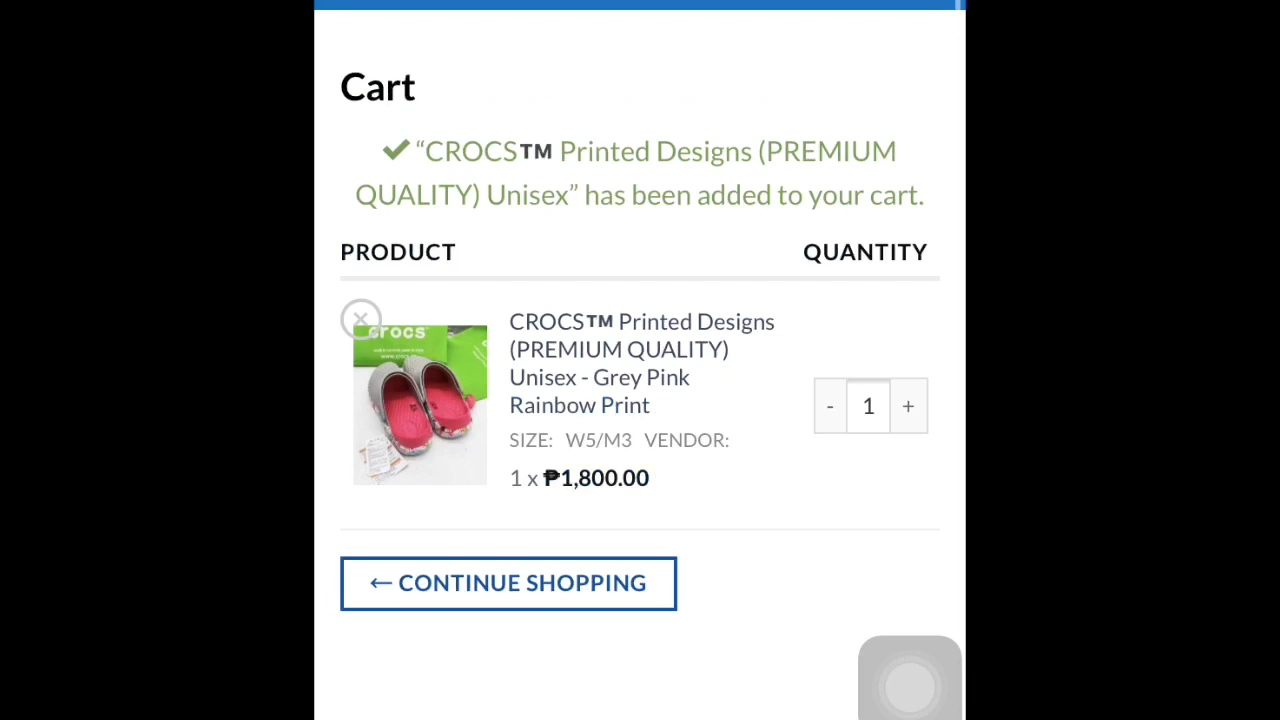 Cart
✔ “CROCS™ Printed Designs (PREMIUM
QUALITY) Unisex” has been added to your cart.
PRODUCT QUANTITY
crocs
CROCS™ Printed Designs
(PREMIUM QUALITY)
Unisex - Grey Pink
Rainbow Print
SIZE: W5/M3 VENDOR:
1 x ₱1,800.00
- 1 +
← CONTINUE SHOPPING